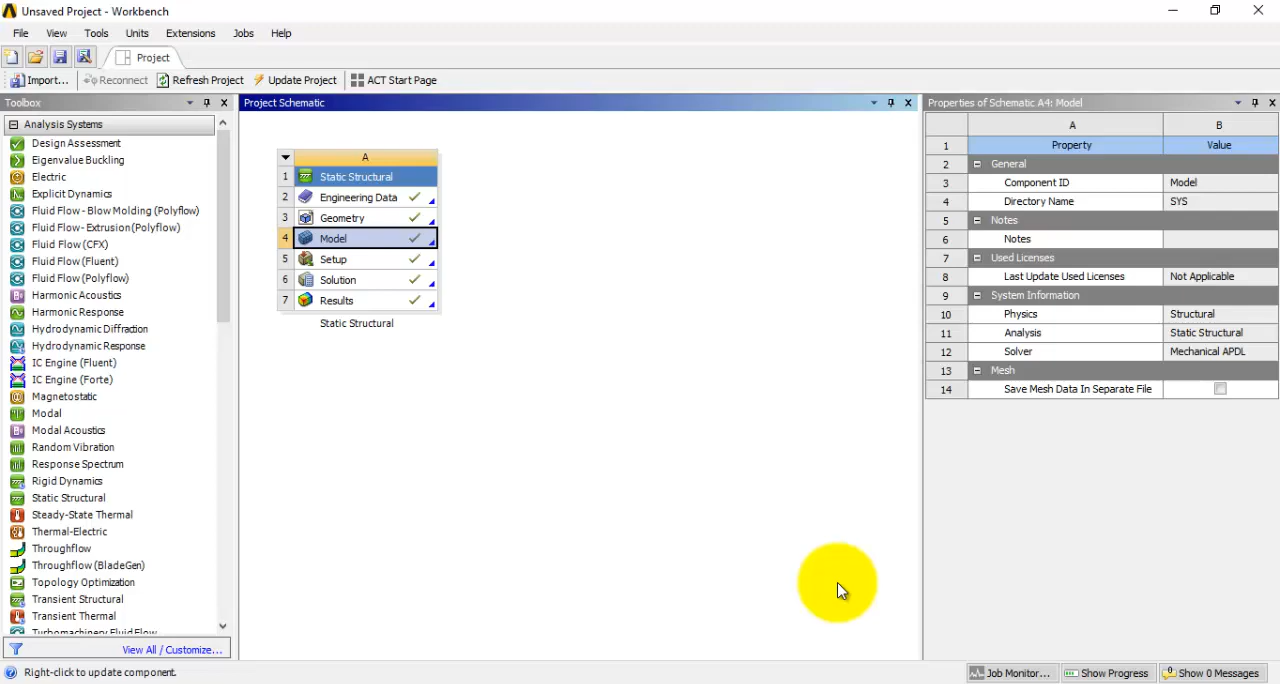 Unsaved Project - Workbench
File View Tools Units Extensions Jobs Help
Project
Import... Reconnect Refresh Project Update Project ACT Start Page
Toolbox
Analysis Systems
Design Assessment
Eigenvalue Buckling
Electric
Explicit Dynamics
Fluid Flow - Blow Molding (Polyflow)
Fluid Flow- Extrusion (Polyflow)
Fluid Flow (CFX)
Fluid Flow (Fluent)
Fluid Flow (Polyflow)
Harmonic Acoustics
Harmonic Response
Hydrodynamic Diffraction
Hydrodynamic Response
IC Engine (Fluent)
IC Engine (Forte)
Magnetostatic
Modal
Modal Acoustics
Random Vibration
Response Spectrum
Rigid Dynamics
Static Structural
Steady-State Thermal
Thermal-Electric
Throughflow
Throughflow (BladeGen)
Topology Optimization
Transient Structural
Transient Thermal
Turbomachinery Fluid Flow
View All / Customize...
Project Schematic
A
1 Static Structural
2 Engineering Data
3 Geometry
4 Model
5 Setup
6 Solution
7 Results
Static Structural
Properties of Schematic A4: Model
A B
1 Property Value
2 General
3 Component ID Model
4 Directory Name SYS
5 Notes
6 Notes
7 Used Licenses
8 Last Update Used Licenses Not Applicable
9 System Information
10 Physics Structural
11 Analysis Static Structural
12 Solver Mechanical APDL
13 Mesh
14 Save Mesh Data In Separate File
Right-click to update component.
Job Monitor... Show Progress 0 Show 0 Messages